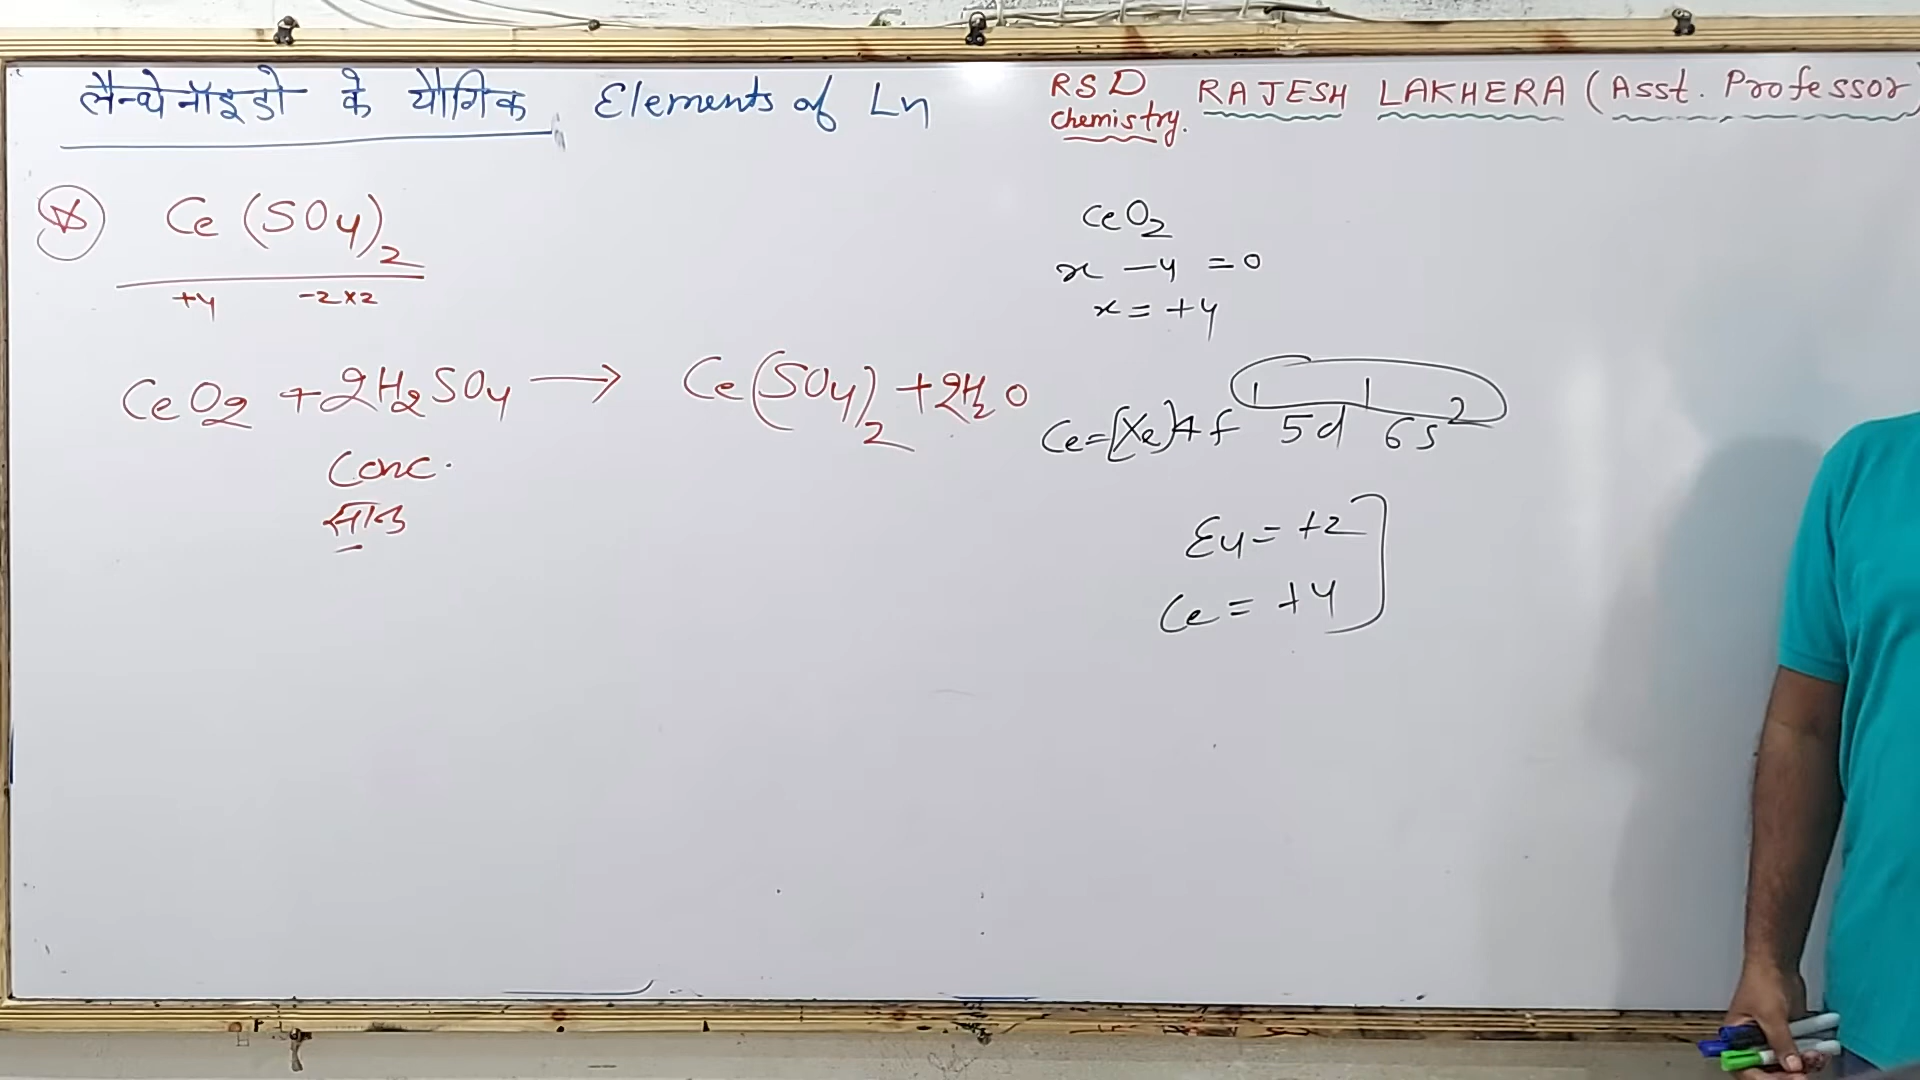 लैन्थेनॉइडो के यौगिक, Elements of Ln
RSD Chemistry. RAJESH LAKHERA (Asst. Professor)
Ce(SO4)2
+4 -2x2
CeO2 + 2H2SO4 → Ce(SO4)2 + 2H2O
Conc.
सान्द्र
CeO2
x - 4 = 0
x = +4
Ce = [Xe] 4f1 5d1 6s2
Eu = +2
Ce = +4